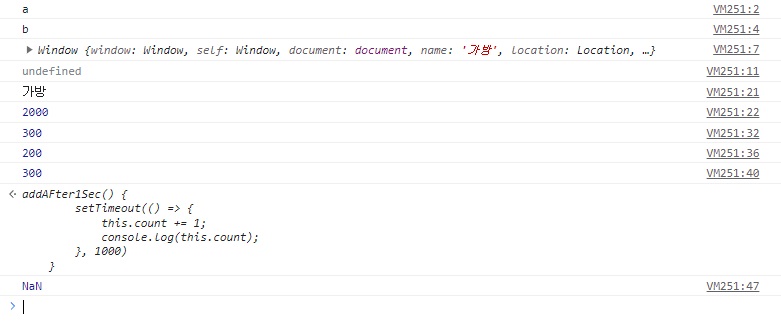 a VM251:2
b VM251:4
▶ Window {window: Window, self: Window, document: document, name: '가방', location: Location, …} VM251:7
undefined VM251:11
가방 VM251:21
2000 VM251:22
300 VM251:32
200 VM251:36
300 VM251:40
addAFter1Sec() {
setTimeout(() => {
this.count += 1;
console.log(this.count);
}, 1000)
}
NaN VM251:47
>